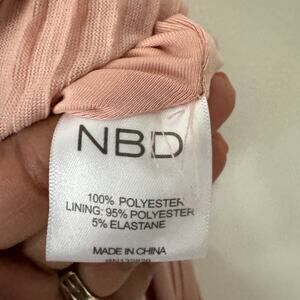 NBD
100% POLYESTER
LINING: 95% POLYESTER
5% ELASTANE
MADE IN CHINA